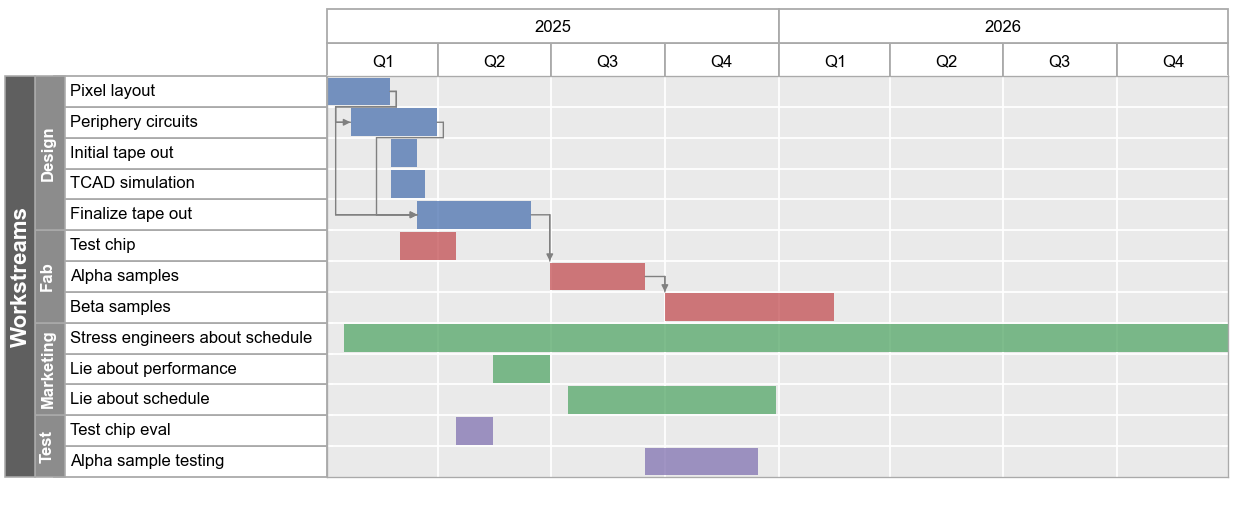 2025 2026
Q1 Q2 Q3 Q4 Q1 Q2 Q3 Q4
Workstreams
Design
Pixel layout
Periphery circuits
Initial tape out
TCAD simulation
Finalize tape out
Fab
Test chip
Alpha samples
Beta samples
Marketing
Stress engineers about schedule
Lie about performance
Lie about schedule
Test
Test chip eval
Alpha sample testing